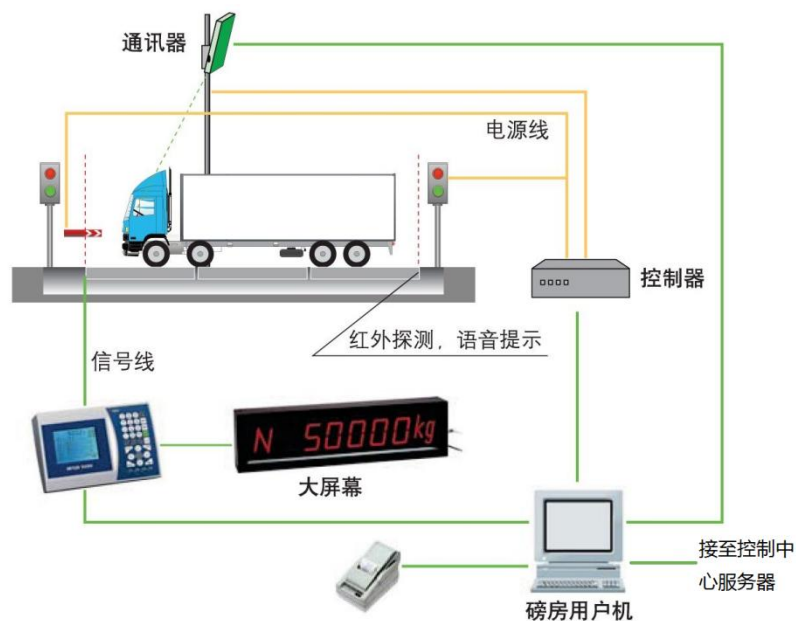 通讯器
电源线
控制器
红外探测，语音提示
信号线
N 50000kg
大屏幕
接至控制中
心服务器
磅房用户机